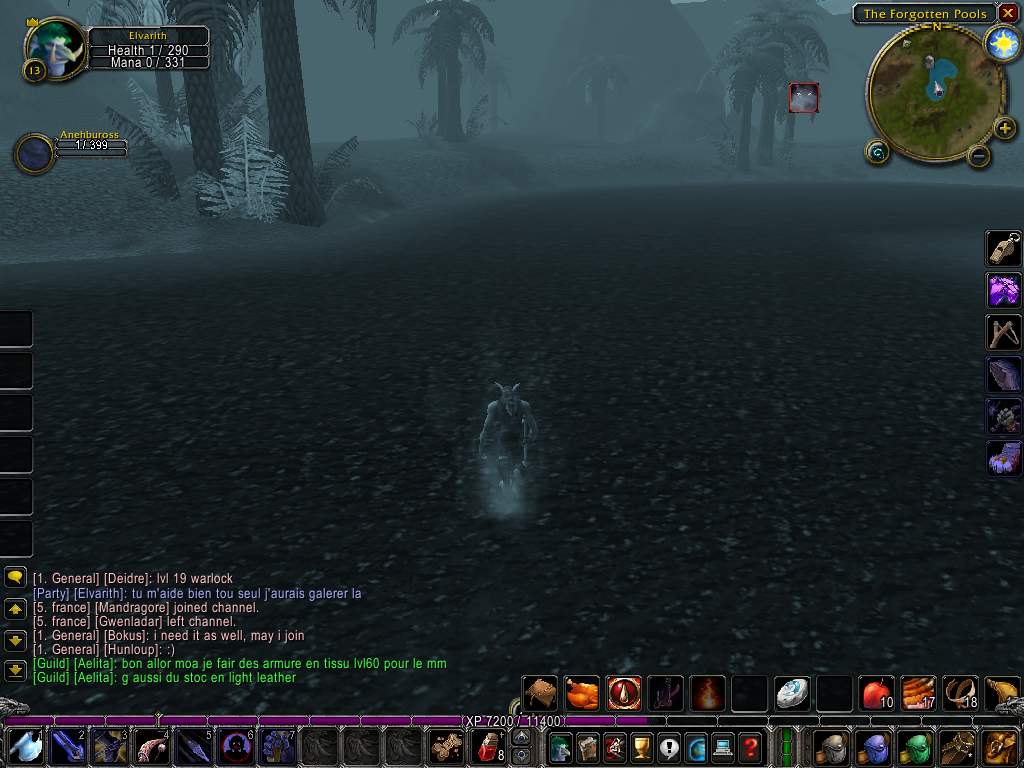 The Forgotten Pools
N
Elvarith
Health 1 / 290
Mana 0 / 331
13
Anehbuross
1 / 399
[1. General] [Deidre]: lvl 19 warlock
[Party] [Elvarith]: tu m'aide bien tou seul j'aurais galerer la
[5. france] [Mandragore] joined channel.
[5. france] [Gwenladar] left channel.
[1. General] [Bokus]: i need it as well, may i join
[1. General] [Hunloup]: :)
[Guild] [Aelita]: bon allor moa je fair des armure en tissu lvl60 pour le mm
[Guild] [Aelita]: g aussi du stoc en light leather
10 17 18
XP 7200 / 11400
2 3 4 5 6 7 8